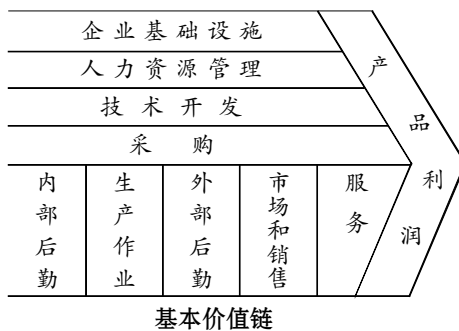 企业基础设施
人力资源管理
技术开发
采购
内部后勤
生产作业
外部后勤
市场和销售
服务
产品利润
基本价值链